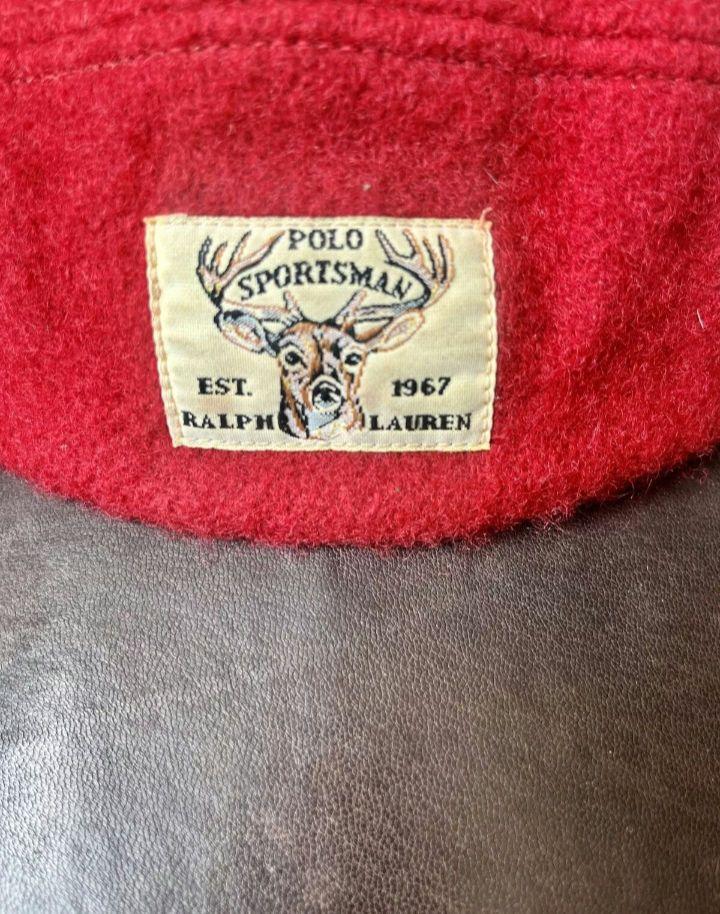 POLO
SPORTSMAN
EST. 1967
RALPH LAUREN